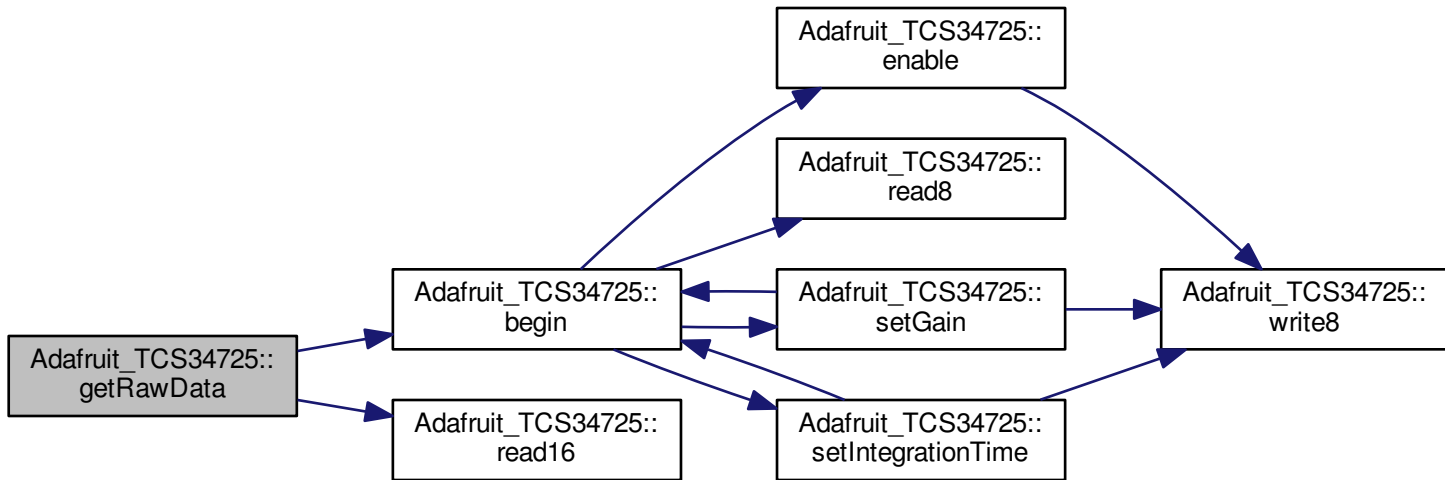 Adafruit_TCS34725::
getRawData
Adafruit_TCS34725::
begin
Adafruit_TCS34725::
read16
Adafruit_TCS34725::
enable
Adafruit_TCS34725::
read8
Adafruit_TCS34725::
setGain
Adafruit_TCS34725::
setIntegrationTime
Adafruit_TCS34725::
write8